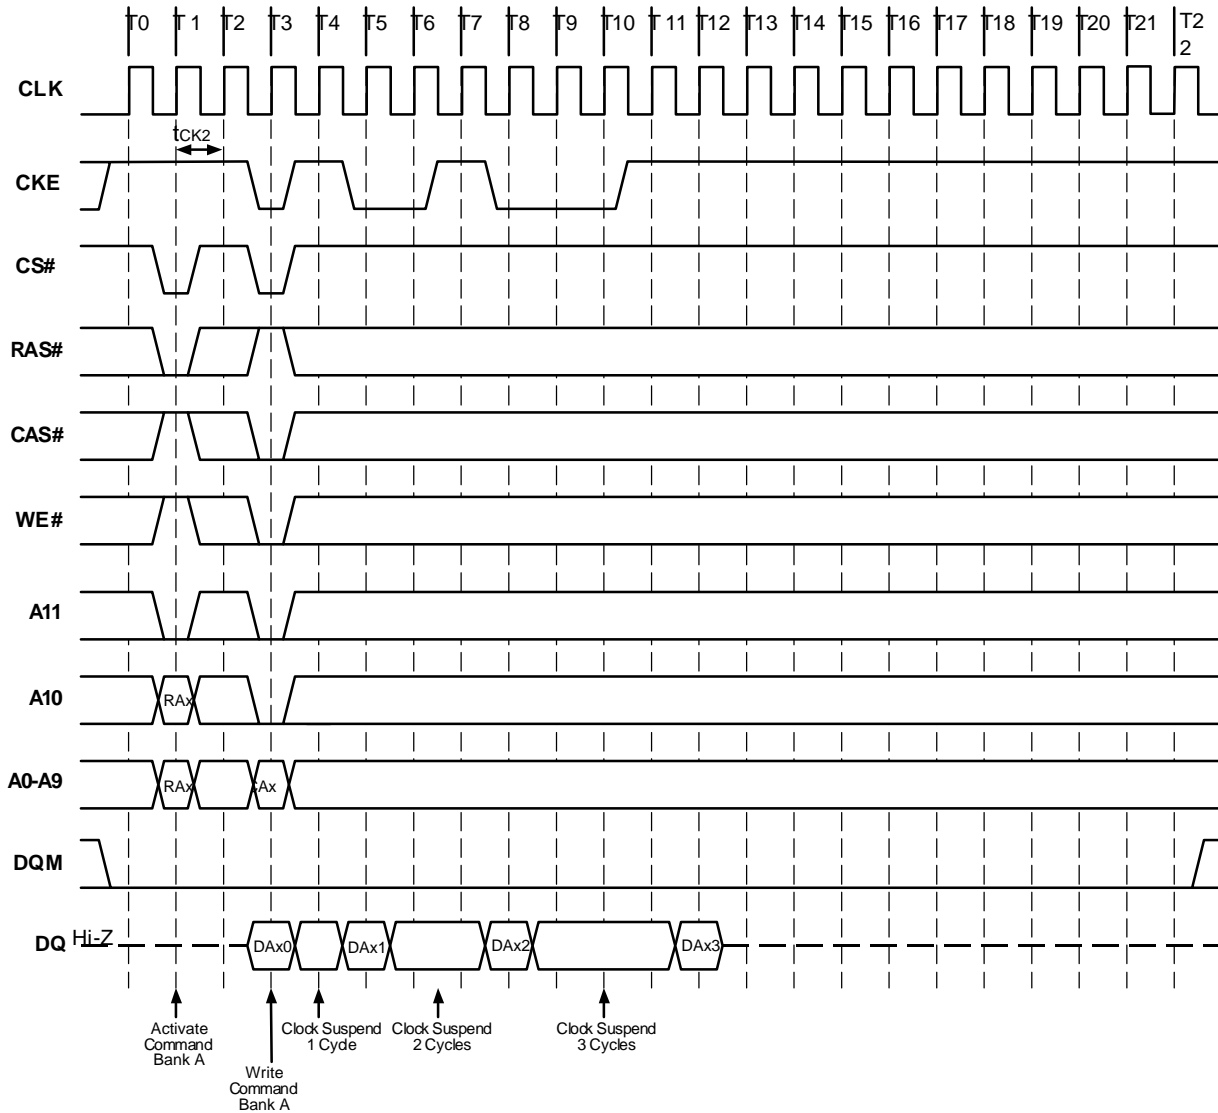 T0 T 1 T2 T3 T4 T5 T6 T7 T8 T9 T10 T 11 T12 T13 T14 T15 T16 T17 T18 T19 T20 T21 T2
2
CLK
tCK2
CKE
CS#
RAS#
CAS#
WE#
A11
A10 RAx
A0-A9 RAx CAx
DQM
DQ Hi-Z DAx0 DAx1 DAx2 DAx3
Activate
Command
Bank A
Write
Command
Bank A
Clock Suspend
1 Cycle
Clock Suspend
2 Cycles
Clock Suspend
3 Cycles